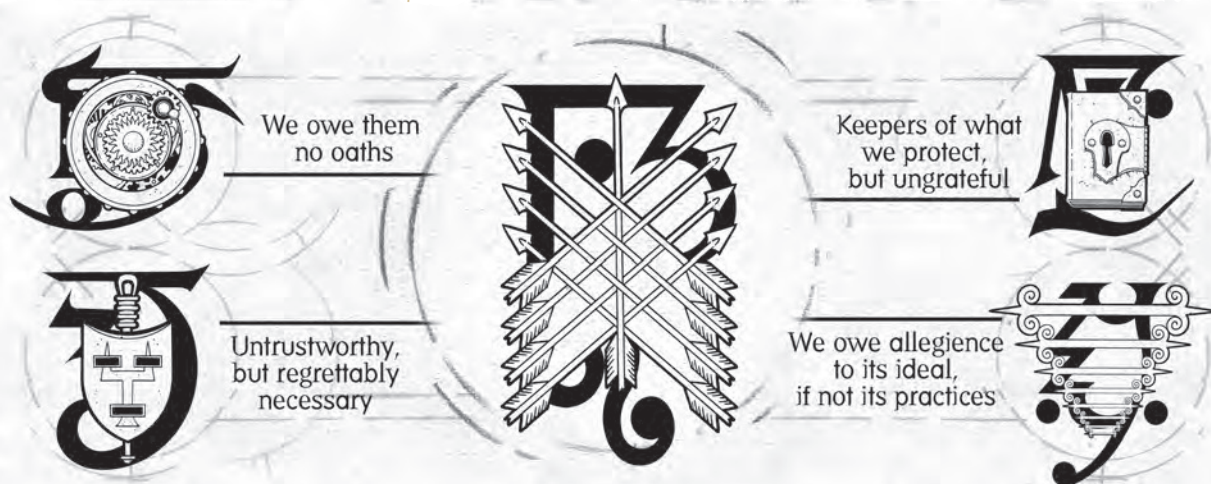 We owe them
no oaths
Keepers of what
we protect,
but ungrateful
Untrustworthy,
but regrettably
necessary
We owe allegience
to its ideal,
if not its practices